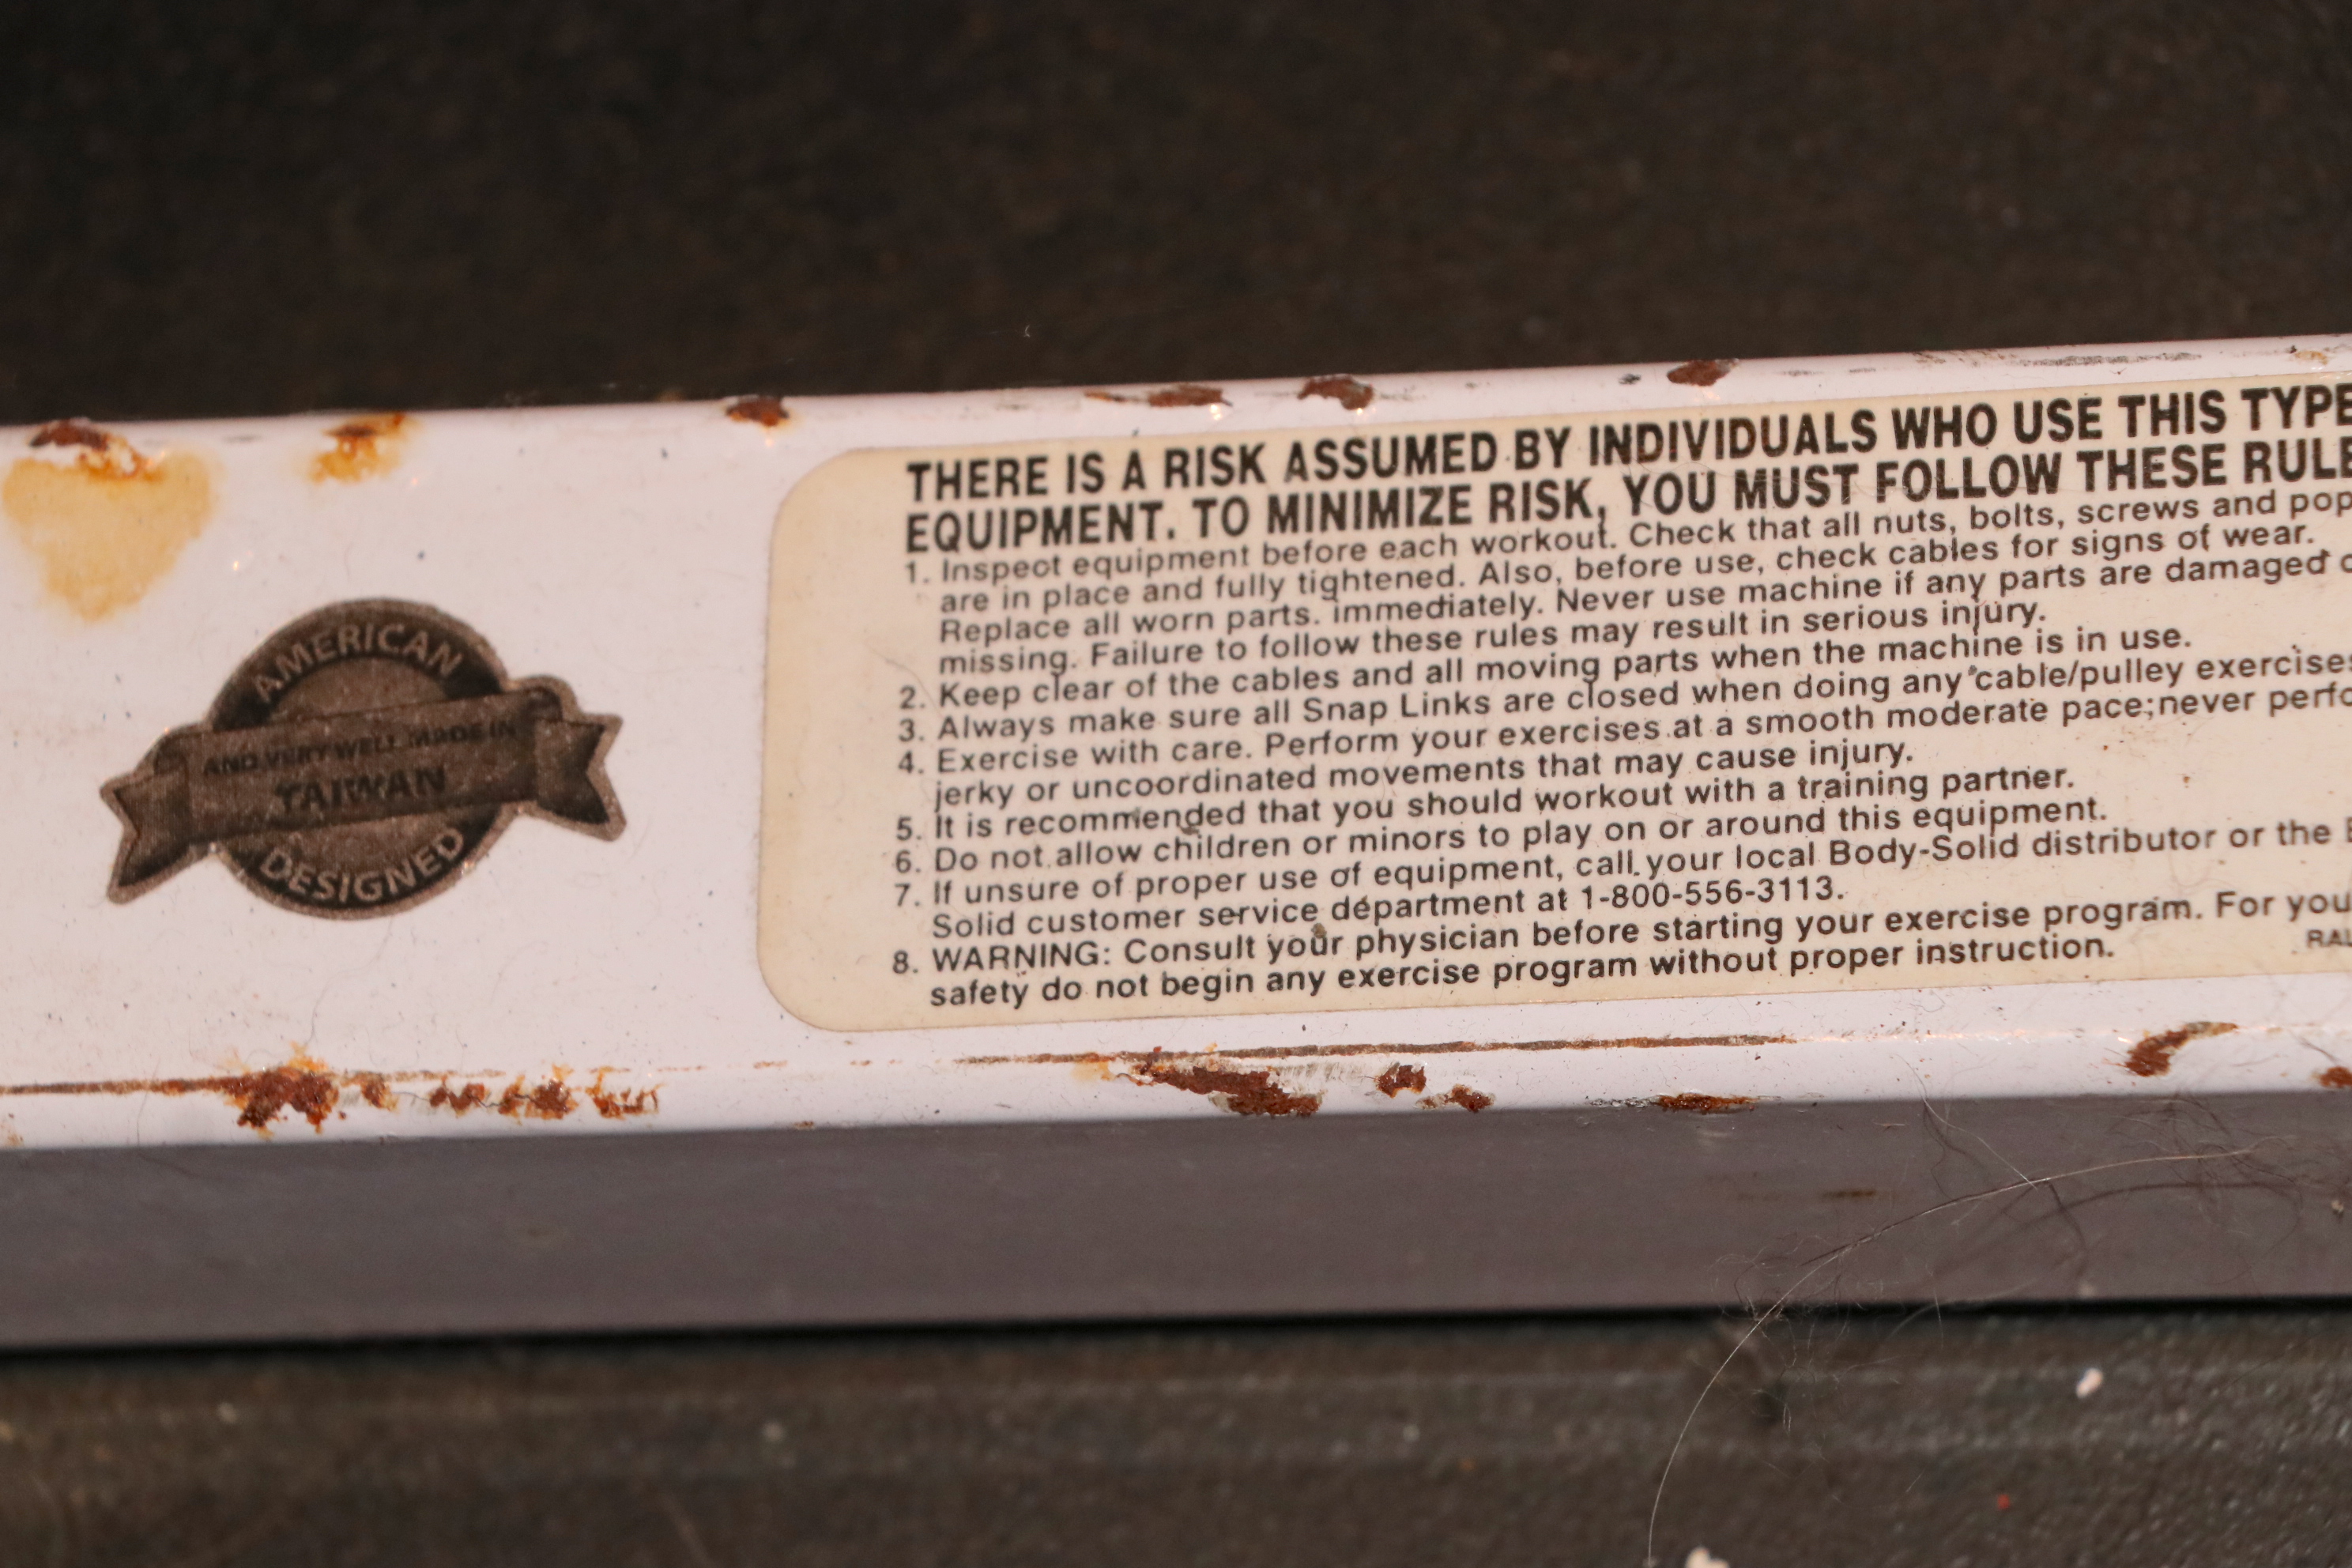 AMERICAN
AND VERY WELL MADE IN
TAIWAN
DESIGNED
THERE IS A RISK ASSUMED BY INDIVIDUALS WHO USE THIS TYPE
EQUIPMENT. TO MINIMIZE RISK, YOU MUST FOLLOW THESE RULE
1. Inspect equipment before each workout. Check that all nuts, bolts, screws and pop
are in place and fully tightened. Also, before use, check cables for signs of wear.
Replace all worn parts. immediately. Never use machine if any parts are damaged
missing. Failure to follow these rules may result in serious injury.
2. Keep clear of the cables and all moving parts when the machine is in use.
3. Always make sure all Snap Links are closed when doing any cable/pulley exercises
4. Exercise with care. Perform your exercises at a smooth moderate pace;never perfo
jerky or uncoordinated movements that may cause injury.
5. It is recommended that you should workout with a training partner.
6. Do not allow children or minors to play on or around this equipment.
7. If unsure of proper use of equipment, call your local Body-Solid distributor or the
Solid customer service department at 1-800-556-3113.
8. WARNING: Consult your physician before starting your exercise program. For you
safety do not begin any exercise program without proper instruction.
RAL